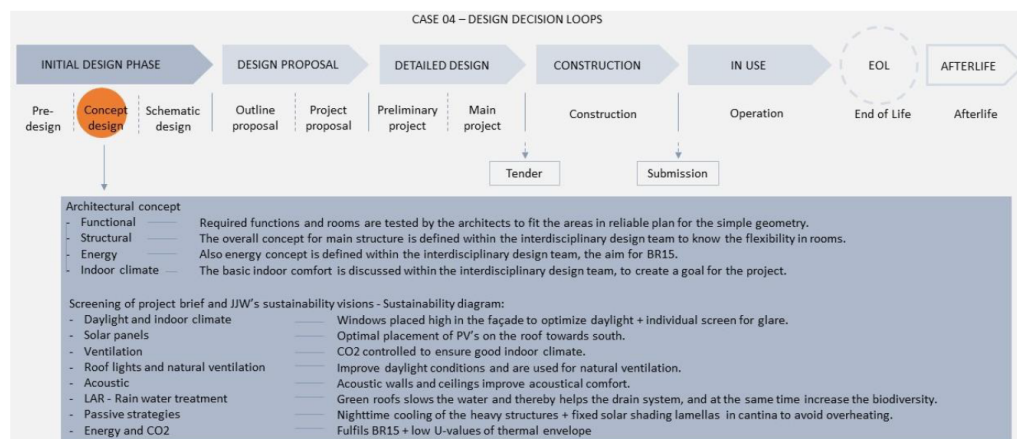 CASE 04 – DESIGN DECISION LOOPS
INITIAL DESIGN PHASE DESIGN PROPOSAL DETAILED DESIGN CONSTRUCTION IN USE EOL AFTERLIFE
Pre- Concept Schematic Outline Project Preliminary Main Construction Operation End of Life Afterlife
design design design proposal proposal project project
Tender Submission
Architectural concept
- Functional Required functions and rooms are tested by the architects to fit the areas in reliable plan for the simple geometry.
- Structural The overall concept for main structure is defined within the interdisciplinary design team to know the flexibility in rooms.
- Energy Also energy concept is defined within the interdisciplinary design team, the aim for BR15.
- Indoor climate The basic indoor comfort is discussed within the interdisciplinary design team, to create a goal for the project.
Screening of project brief and JJW's sustainability visions - Sustainability diagram:
- Daylight and indoor climate Windows placed high in the façade to optimize daylight + individual screen for glare.
- Solar panels Optimal placement of PV's on the roof towards south.
- Ventilation CO2 controlled to ensure good indoor climate.
- Roof lights and natural ventilation Improve daylight conditions and are used for natural ventilation.
- Acoustic Acoustic walls and ceilings improve acoustical comfort.
- LAR - Rain water treatment Green roofs slows the water and thereby helps the drain system, and at the same time increase the biodiversity.
- Passive strategies Nighttime cooling of the heavy structures + fixed solar shading lamellas in cantina to avoid overheating.
- Energy and CO2 Fulfils BR15 + low U-values of thermal envelope